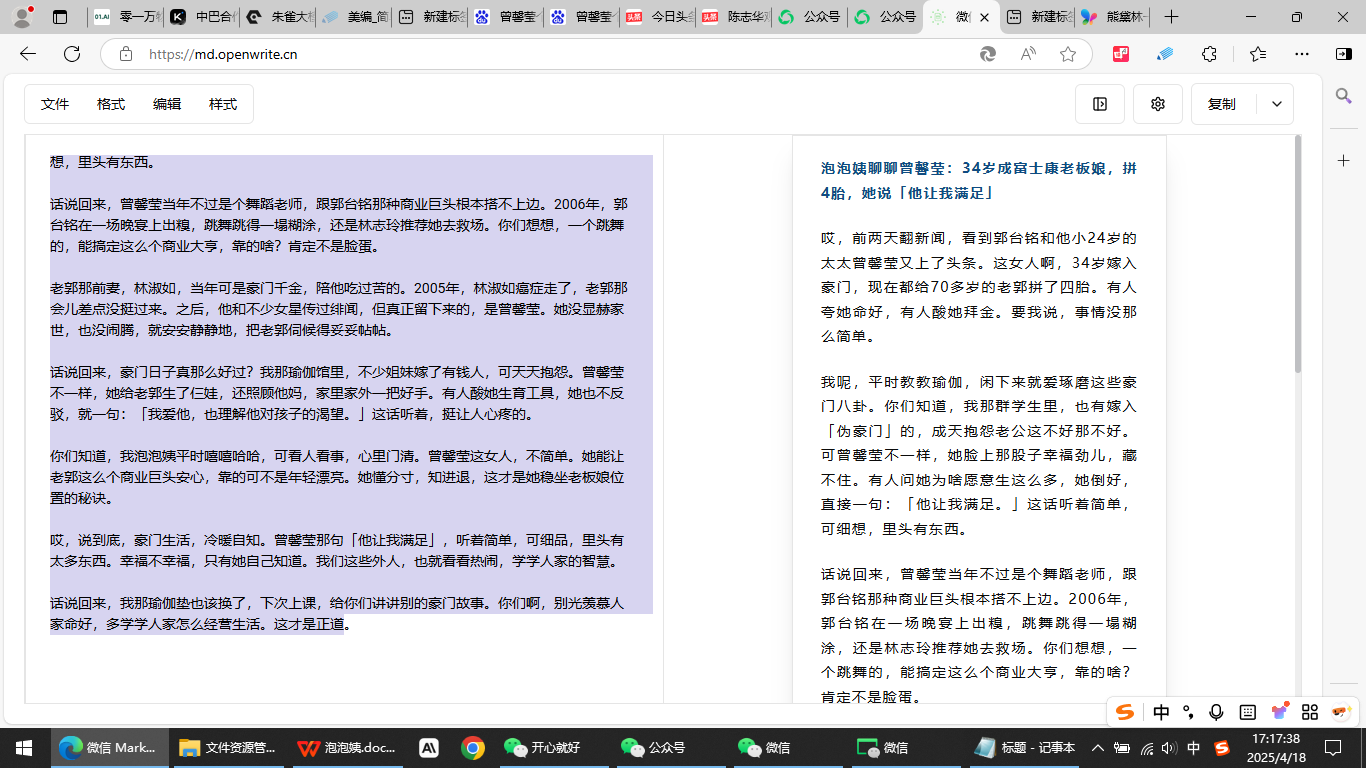 零一万物
中巴合作
朱雀大
美编_简
新建标签
曾馨莹
曾馨莹
今日头条
陈志华
公众号
公众号
微信
新建标签
熊黛林
https://md.openwrite.cn
文件 格式 编辑 样式
复制
想，里头有东西。
话说回来，曾馨莹当年不过是个舞蹈老师，跟郭台铭那种商业巨头根本搭不上边。2006年，郭
台铭在一场晚宴上出糗，跳舞跳得一塌糊涂，还是林志玲推荐她去救场。你们想想，一个跳舞
的，能搞定这么个商业大亨，靠的啥？肯定不是脸蛋。
老郭那前妻，林淑如，当年可是豪门千金，陪他吃过苦的。2005年，林淑如癌症走了，老郭那
会儿差点没挺过来。之后，他和不少女星传过绯闻，但真正留下来的，是曾馨莹。她没显赫家
世，也没闹腾，就安安静静地，把老郭伺候得妥妥帖帖。
话说回来，豪门日子真那么好过？我那瑜伽馆里，不少姐妹嫁了有钱人，可天天抱怨。曾馨莹
不一样，她给老郭生了仨娃，还照顾他妈，家里家外一把好手。有人酸她生育工具，她也不反
驳，就一句：「我爱他，也理解他对孩子的渴望。」这话听着，挺让人心疼的。
你们知道，我泡泡姨平时嘻嘻哈哈，可看人看事，心里门清。曾馨莹这女人，不简单。她能让
老郭这么个商业巨头安心，靠的可不是年轻漂亮。她懂分寸，知进退，这才是她稳坐老板娘位
置的秘诀。
哎，说到底，豪门生活，冷暖自知。曾馨莹那句「他让我满足」，听着简单，可细品，里头有
太多东西。幸福不幸福，只有她自己知道。我们这些外人，也就看看热闹，学学人家的智慧。
话说回来，我那瑜伽垫也该换了，下次上课，给你们讲讲别的豪门故事。你们啊，别光羡慕人
家命好，多学学人家怎么经营生活。这才是正道。
泡泡姨聊聊曾馨莹：34岁成富士康老板娘，拼
4胎，她说「他让我满足」
哎，前两天翻新闻，看到郭台铭和他小24岁的
太太曾馨莹又上了头条。这女人啊，34岁嫁入
豪门，现在都给70多岁的老郭拼了四胎。有人
夸她命好，有人酸她拜金。要我说，事情没那
么简单。
我呢，平时教教瑜伽，闲下来就爱琢磨这些豪
门八卦。你们知道，我那群学生里，也有嫁入
「伪豪门」的，成天抱怨老公这不好那不好。
可曾馨莹不一样，她脸上那股子幸福劲儿，藏
不住。有人问她为啥愿意生这么多，她倒好，
直接一句：「他让我满足。」这话听着简单，
可细想，里头有东西。
话说回来，曾馨莹当年不过是个舞蹈老师，跟
郭台铭那种商业巨头根本搭不上边。2006年，
郭台铭在一场晚宴上出糗，跳舞跳得一塌糊
涂，还是林志玲推荐她去救场。你们想想，一
个跳舞的，能搞定这么个商业大亨，靠的啥？
肯定不是脸蛋。
中
微信 Mark...
文件资源管...
泡泡姨.doc...
开心就好
公众号
微信
微信
标题 - 记事本
中
17:17:38
2025/4/18